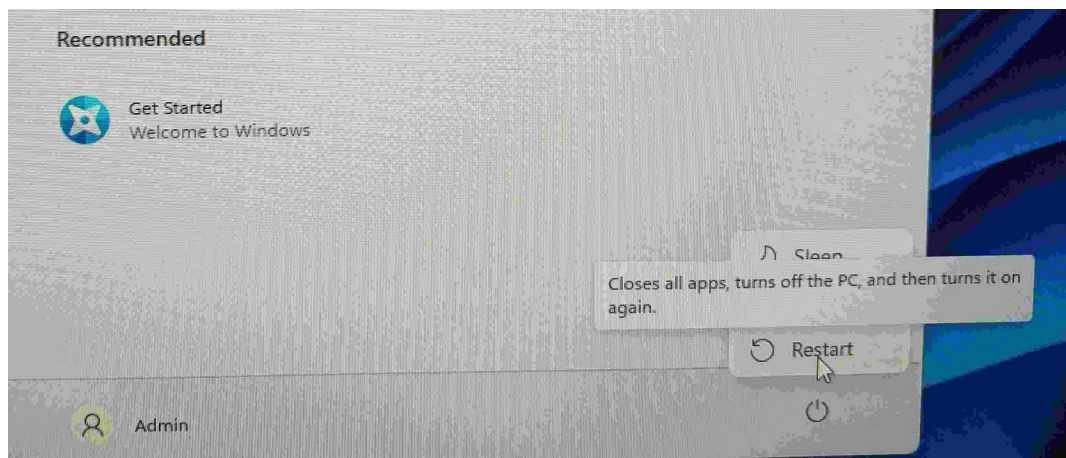 Recommended
Get Started
Welcome to Windows
Sleep
Closes all apps, turns off the PC, and then turns it on
again.
Restart
Admin